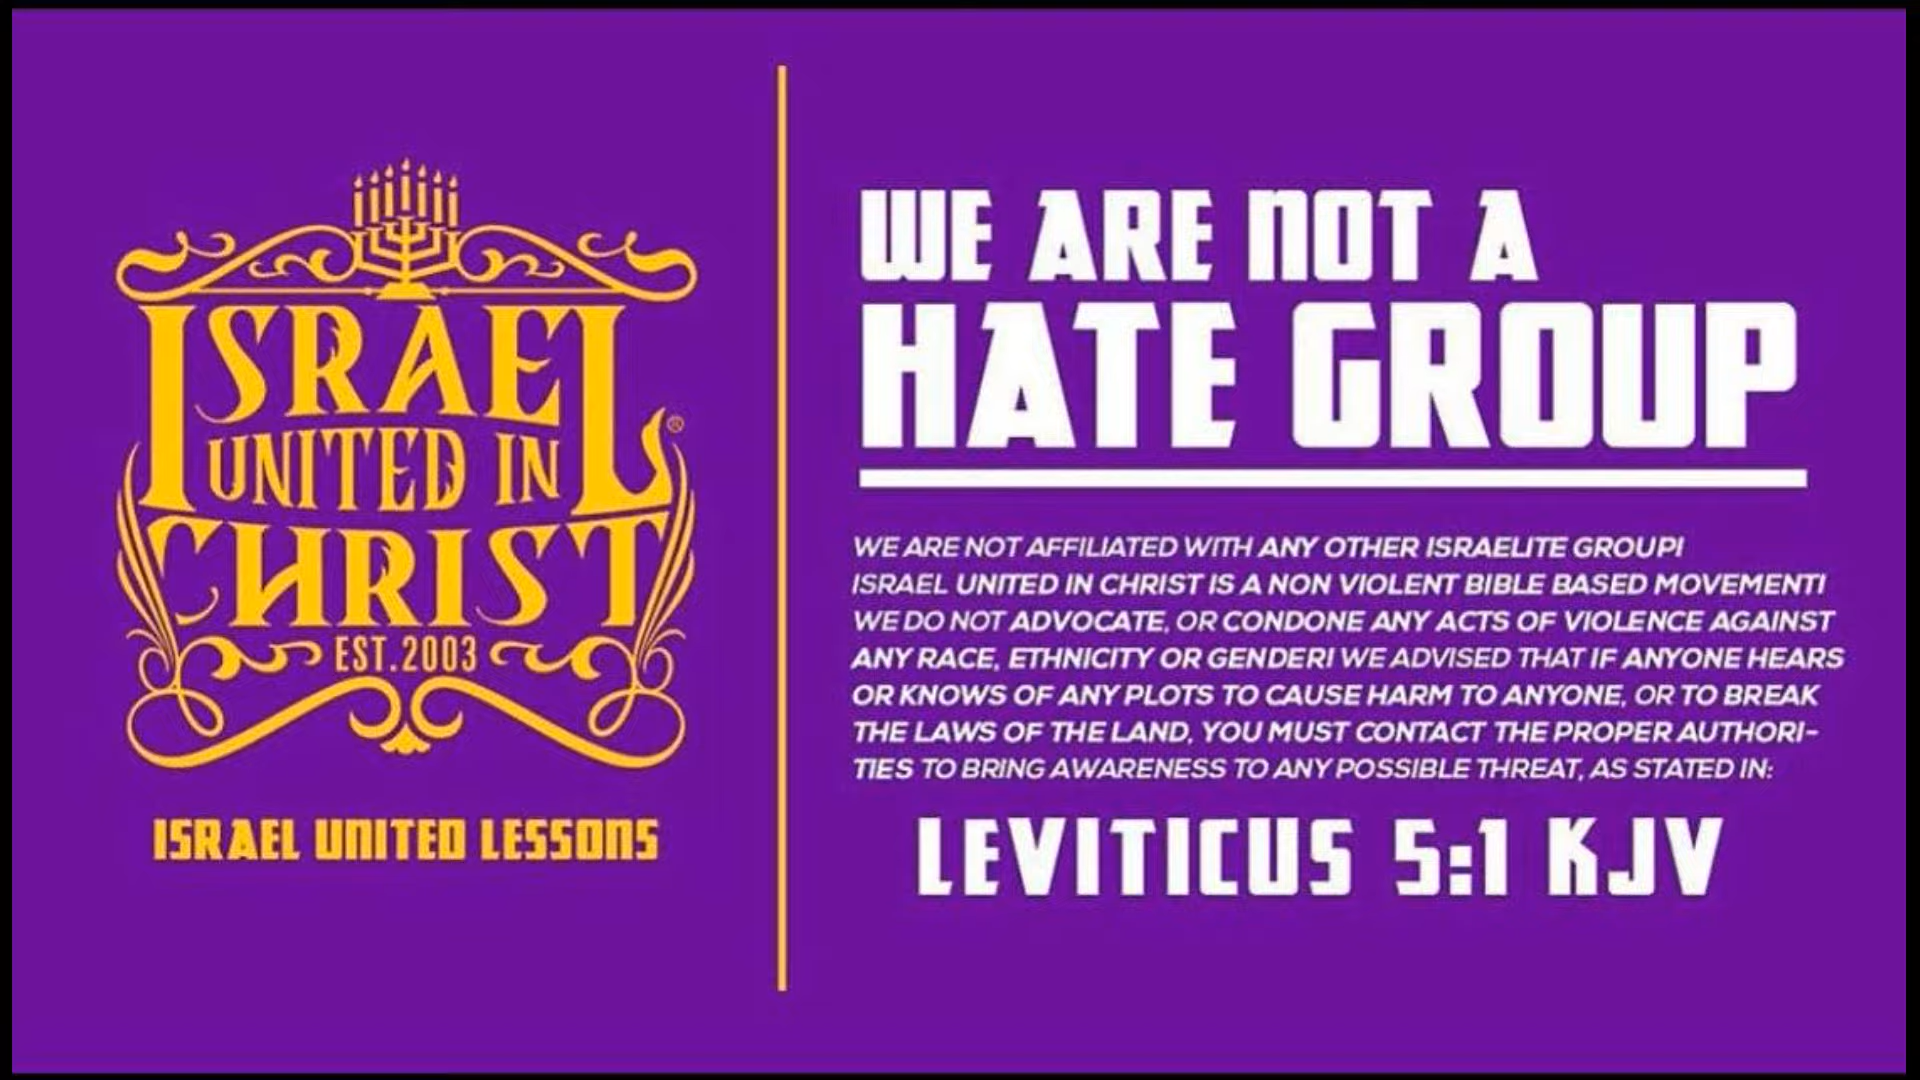 ISRAEL
UNITED IN
CHRIST
®
EST.2003
ISRAEL UNITED LESSONS
WE ARE NOT A
HATE GROUP
WE ARE NOT AFFILIATED WITH ANY OTHER ISRAELITE GROUP!
ISRAEL UNITED IN CHRIST IS A NON VIOLENT BIBLE BASED MOVEMENT!
WE DO NOT ADVOCATE, OR CONDONE ANY ACTS OF VIOLENCE AGAINST
ANY RACE, ETHNICITY OR GENDER! WE ADVISED THAT IF ANYONE HEARS
OR KNOWS OF ANY PLOTS TO CAUSE HARM TO ANYONE, OR TO BREAK
THE LAWS OF THE LAND, YOU MUST CONTACT THE PROPER AUTHORI-
TIES TO BRING AWARENESS TO ANY POSSIBLE THREAT, AS STATED IN:
LEVITICUS 5:1 KJV